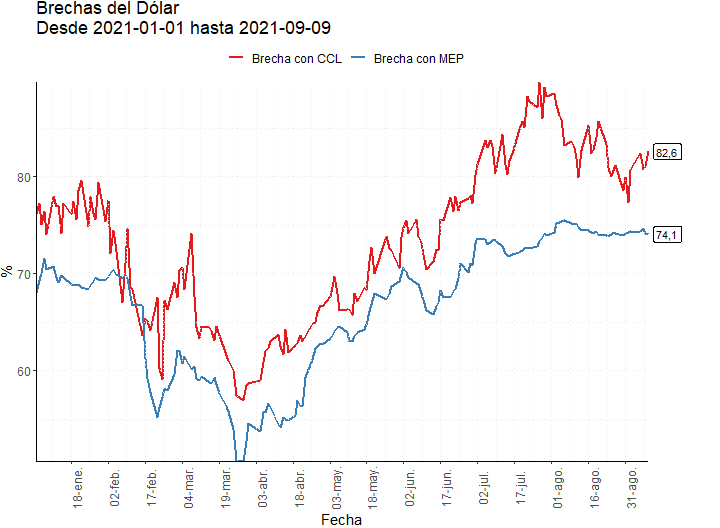 Brechas del Dólar
Desde 2021-01-01 hasta 2021-09-09
Brecha con CCL Brecha con MEP
80
70
60
%
82,6
74,1
18-ene. 02-feb. 17-feb. 04-mar. 19-mar. 03-abr. 18-abr. 03-may. 18-may. 02-jun. 17-jun. 02-jul. 17-jul. 01-ago. 16-ago. 31-ago.
Fecha